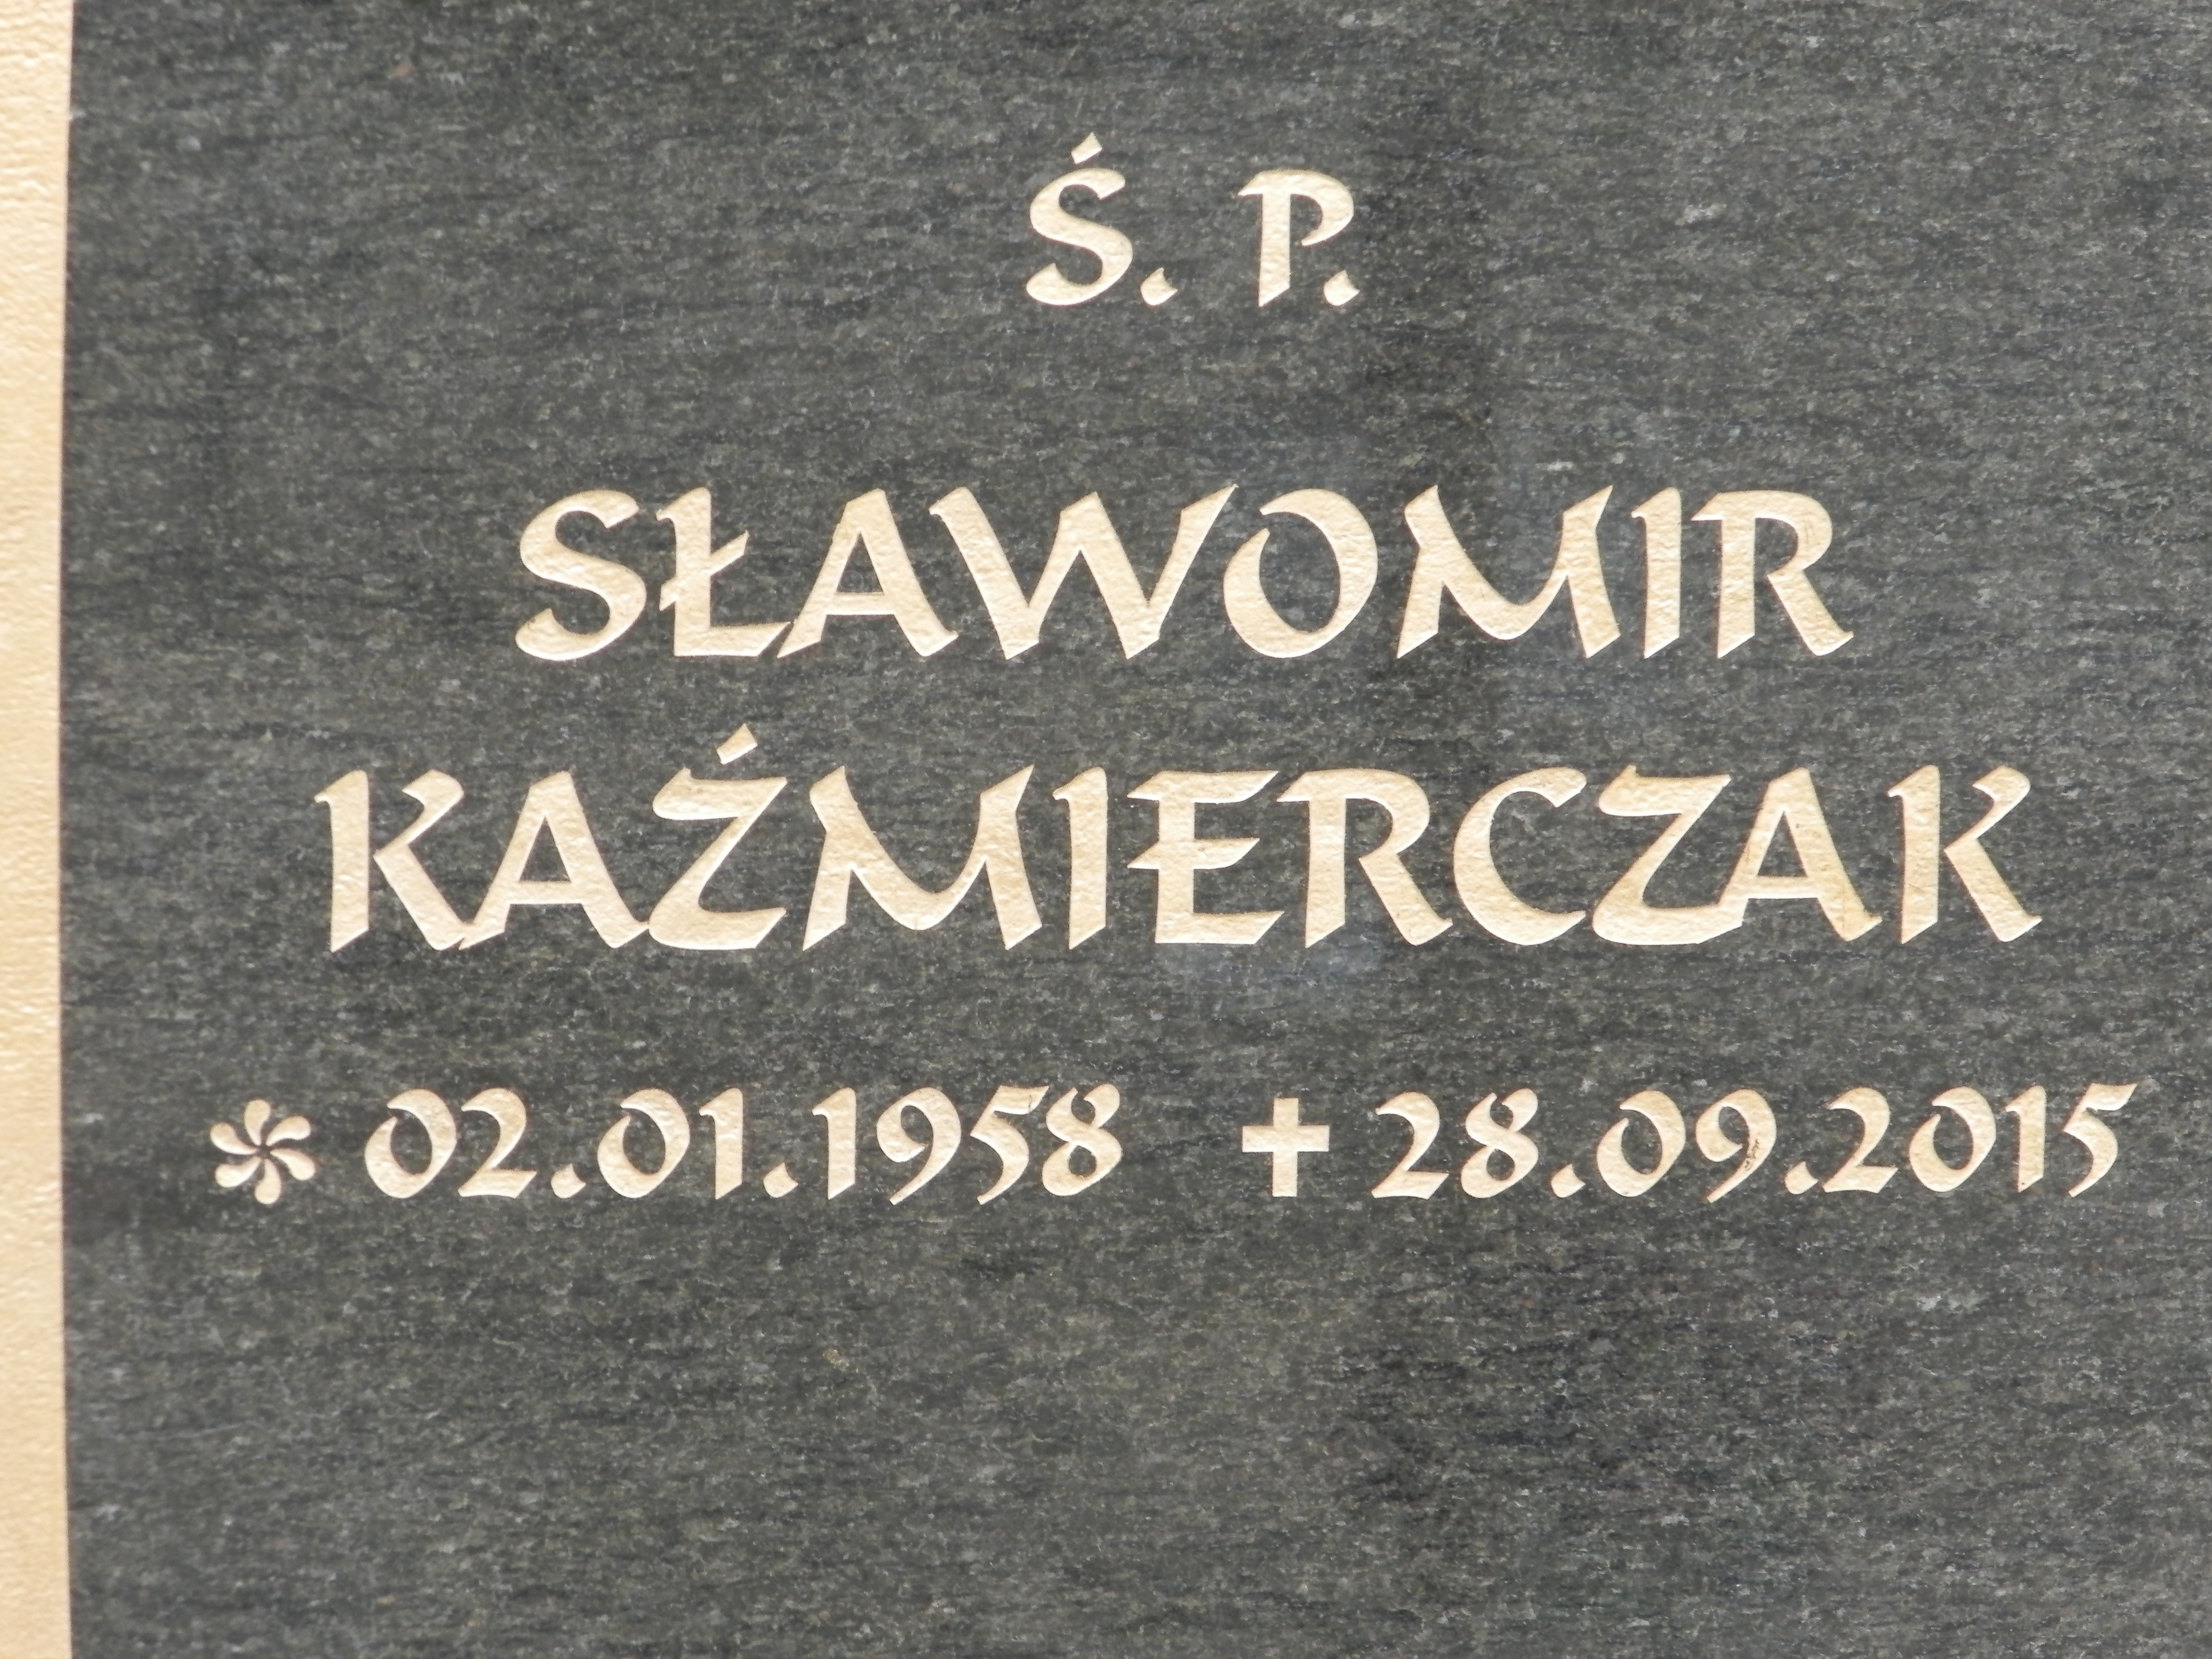 Ś. P.
SŁAWOMIR
KAŹMIERCZAK
* 02.01.1958 + 28.09.2015